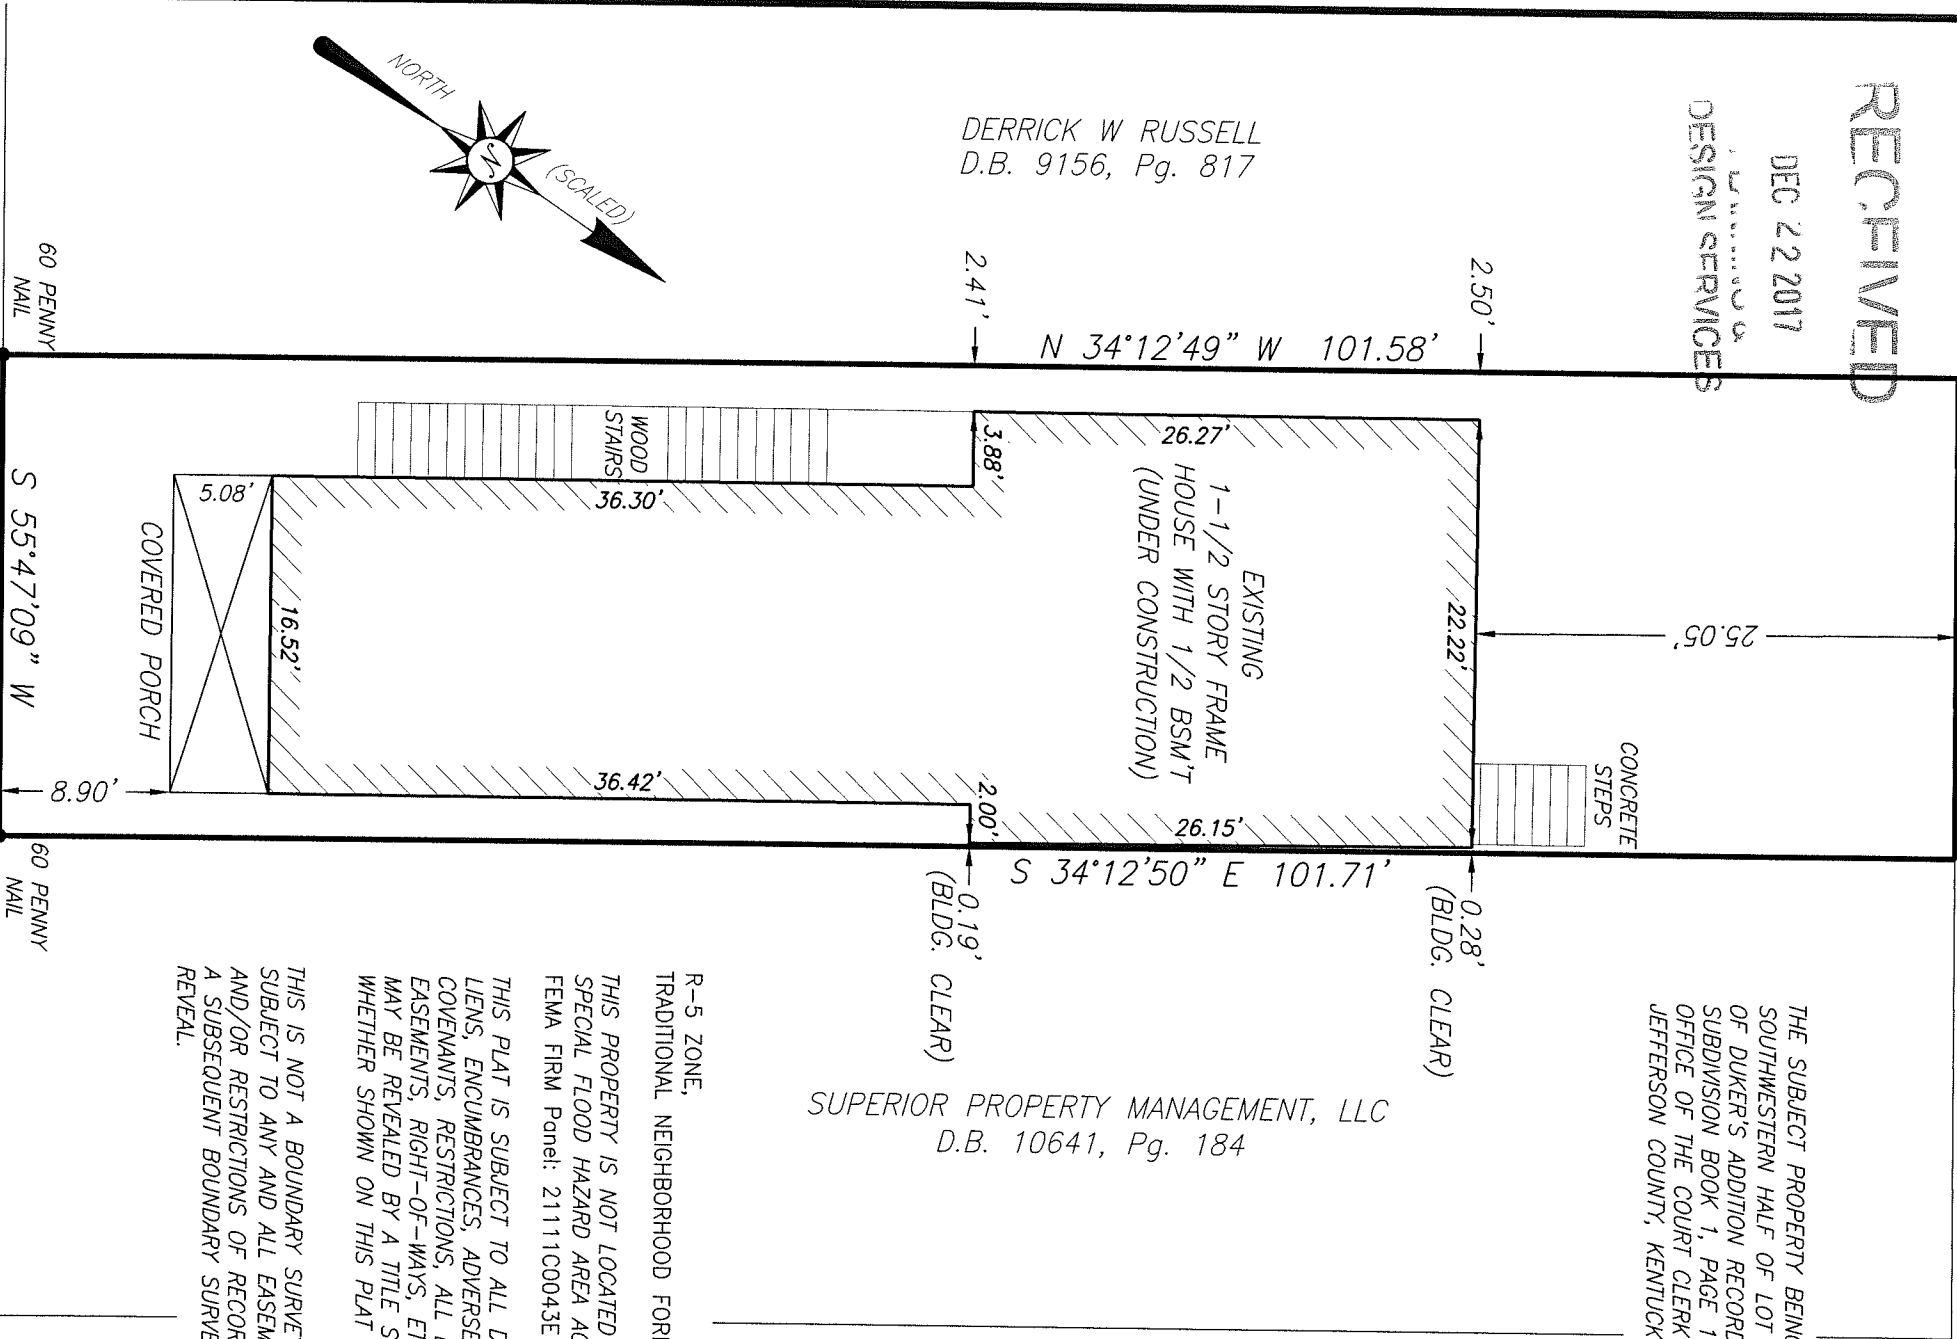 RECEIVED
DEC 22 2017
DESIGN SERVICES
NORTH
(SCALED)
N
DERRICK W RUSSELL
D.B. 9156, Pg. 817
60 PENNY
NAIL
2.41'
2.50'
N 34°12'49" W 101.58'
WOOD
STAIRS
3.88'
26.27'
36.30'
5.08'
COVERED PORCH
16.52'
S 55°47'09" W
8.90'
EXISTING
1-1/2 STORY FRAME
HOUSE WITH 1/2 BSM'T
(UNDER CONSTRUCTION)
22.22'
25.05'
CONCRETE
STEPS
36.42'
2.00'
26.15'
S 34°12'50" E 101.71'
60 PENNY
NAIL
0.19'
(BLDG. CLEAR)
0.28'
(BLDG. CLEAR)
SUPERIOR PROPERTY MANAGEMENT, LLC
D.B. 10641, Pg. 184
THE SUBJECT PROPERTY BEING
SOUTHWESTERN HALF OF LOT
OF DUKER'S ADDITION RECORD
SUBDIVISION BOOK 1, PAGE 1
OFFICE OF THE COURT CLERK
JEFFERSON COUNTY, KENTUCK
R-5 ZONE,
TRADITIONAL NEIGHBORHOOD FOR
THIS PROPERTY IS NOT LOCATED
SPECIAL FLOOD HAZARD AREA AC
FEMA FIRM Panel: 21111C0043E
THIS PLAT IS SUBJECT TO ALL
LIENS, ENCUMBRANCES, ADVERSE
COVENANTS, RESTRICTIONS, ALL
EASEMENTS, RIGHT-OF-WAYS, ET
MAY BE REVEALED BY A TITLE S
WHETHER SHOWN ON THIS PLAT
THIS IS NOT A BOUNDARY SURVE
SUBJECT TO ANY AND ALL EASEM
AND/OR RESTRICTIONS OF RECOR
A SUBSEQUENT BOUNDARY SURVE
REVEAL.